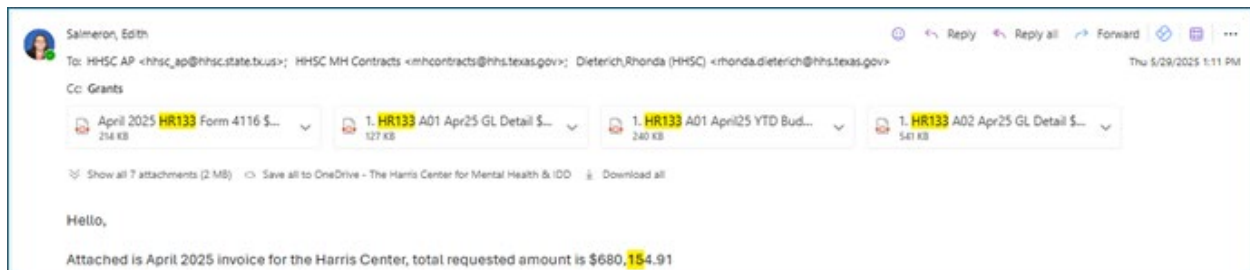 Salmeron, Edith
Reply Reply all Forward
To: HHSC AP <hhsc_ap@hhsc.state.tx.us>; HHSC MH Contracts <mhcontracts@hhs.texas.gov>; Dieterich,Rhonda (HHSC) <rhonda.dieterich@hhs.texas.gov>
Thu 5/29/2025 1:11 PM
Cc: Grants
April 2025 HR133 Form 4116 $...
214 KB
1. HR133 A01 Apr25 GL Detail $...
127 KB
1. HR133 A01 April25 YTD Bud...
240 KB
1. HR133 A02 Apr25 GL Detail $...
541 KB
Show all 7 attachments (2 MB) Save all to OneDrive - The Harris Center for Mental Health & IDD Download all
Hello,
Attached is April 2025 invoice for the Harris Center, total requested amount is $680,154.91